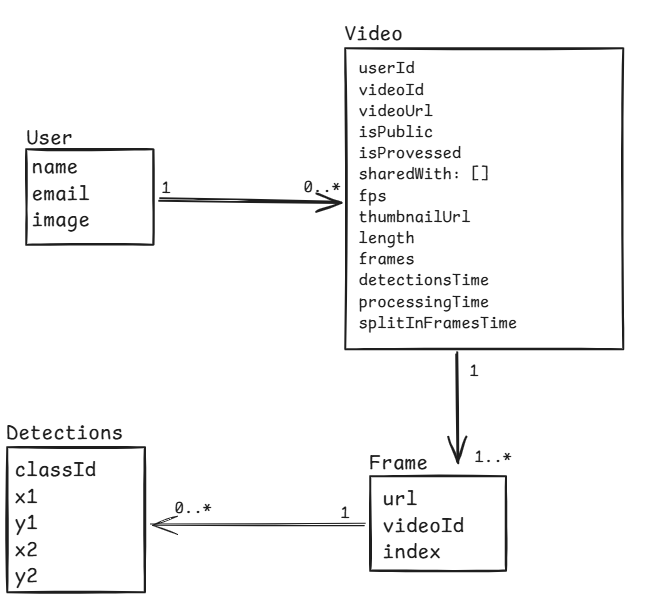 Video
userId
videoId
videoUrl
isPublic
isProvessed
sharedWith: []
fps
thumbnailUrl
length
frames
detectionsTime
processingTime
splitInFramesTime
User
name
email
image
1
0..*
1
1..*
Frame
url
videoId
index
1
0..*
Detections
classId
x1
y1
x2
y2